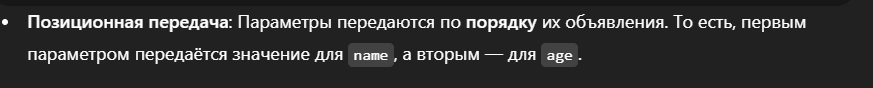 • Позиционная передача: Параметры передаются по порядку их объявления. То есть, первым
параметром передаётся значение для name, а вторым — для age.